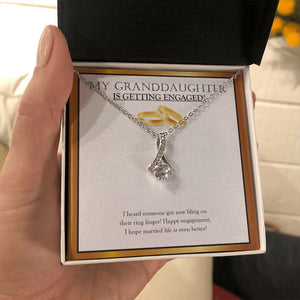 MY GRANDDAUGHTER
IS GETTING ENGAGED!
I heard someone got new bling on
their ring finger! Happy engagement,
I hope married life is even better!